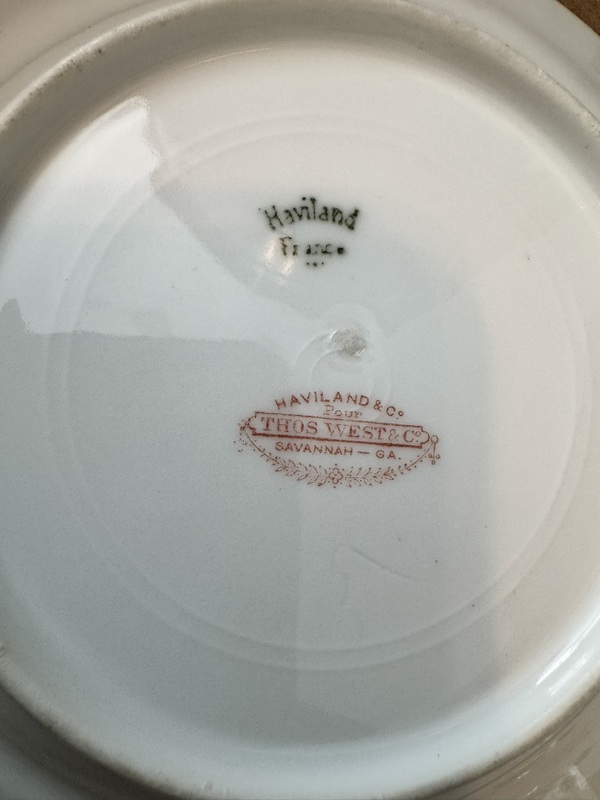 Haviland
France
HAVILAND & Co.
Pour
THOS. WEST & Co.
SAVANNAH — GA.